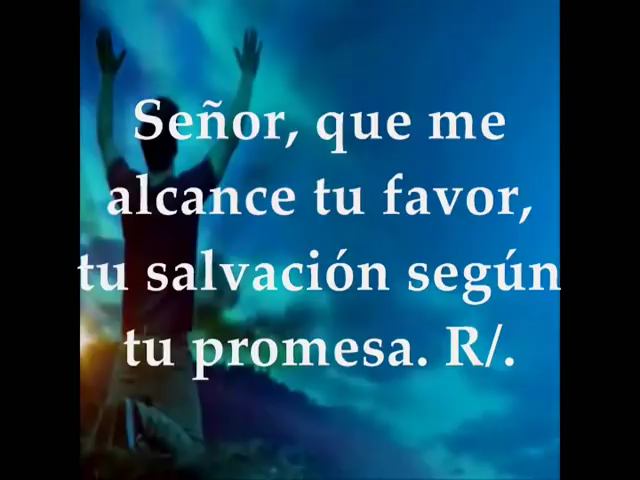 Señor, que me
alcance tu favor,
tu salvación según
tu promesa. R/.